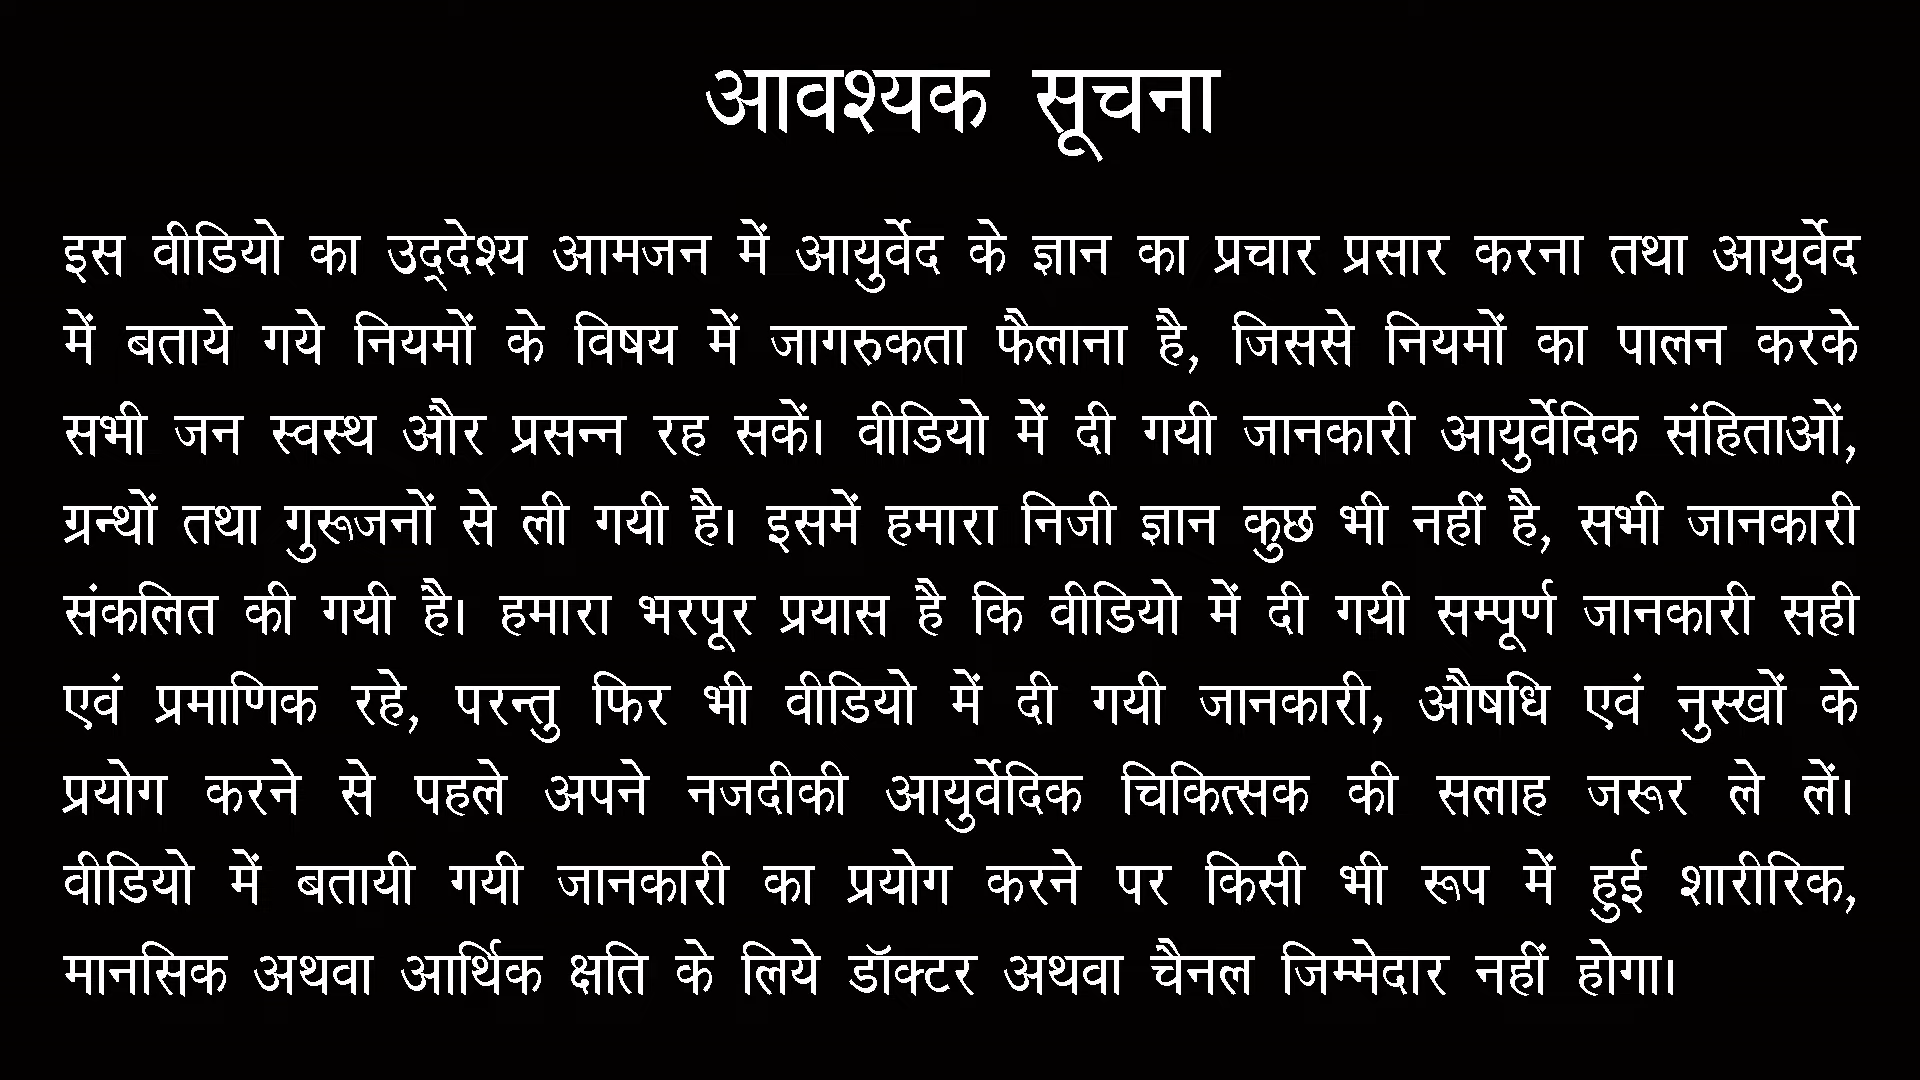 आवश्यक सूचना
इस वीडियो का उद्देश्य आमजन में आयुर्वेद के ज्ञान का प्रचार प्रसार करना तथा आयुर्वेद
में बताये गये नियमों के विषय में जागरुकता फैलाना है, जिससे नियमों का पालन करके
सभी जन स्वस्थ और प्रसन्न रह सकें। वीडियो में दी गयी जानकारी आयुर्वेदिक संहिताओं,
ग्रन्थों तथा गुरूजनों से ली गयी है। इसमें हमारा निजी ज्ञान कुछ भी नहीं है, सभी जानकारी
संकलित की गयी है। हमारा भरपूर प्रयास है कि वीडियो में दी गयी सम्पूर्ण जानकारी सही
एवं प्रमाणिक रहे, परन्तु फिर भी वीडियो में दी गयी जानकारी, औषधि एवं नुस्खों के
प्रयोग करने से पहले अपने नजदीकी आयुर्वेदिक चिकित्सक की सलाह जरूर ले लें।
वीडियो में बतायी गयी जानकारी का प्रयोग करने पर किसी भी रूप में हुई शारीरिक,
मानसिक अथवा आर्थिक क्षति के लिये डॉक्टर अथवा चैनल जिम्मेदार नहीं होगा।